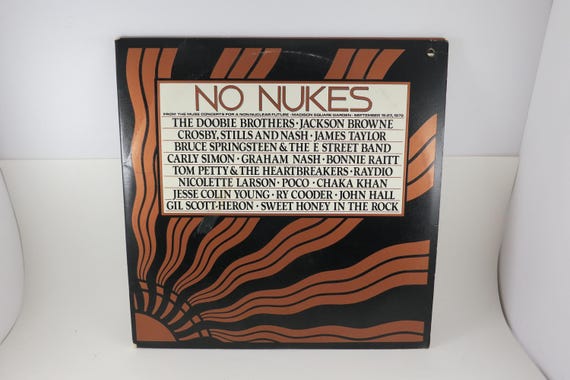 NO NUKES
FROM THE MUSE CONCERTS FOR A NON-NUCLEAR FUTURE · MADISON SQUARE GARDEN · SEPTEMBER 19-23, 1979
THE DOOBIE BROTHERS · JACKSON BROWNE
CROSBY, STILLS AND NASH · JAMES TAYLOR
BRUCE SPRINGSTEEN & THE E STREET BAND
CARLY SIMON · GRAHAM NASH · BONNIE RAITT
TOM PETTY & THE HEARTBREAKERS · RAYDIO
NICOLETTE LARSON · POCO · CHAKA KHAN
JESSE COLIN YOUNG · RY COODER · JOHN HALL
GIL SCOTT-HERON · SWEET HONEY IN THE ROCK